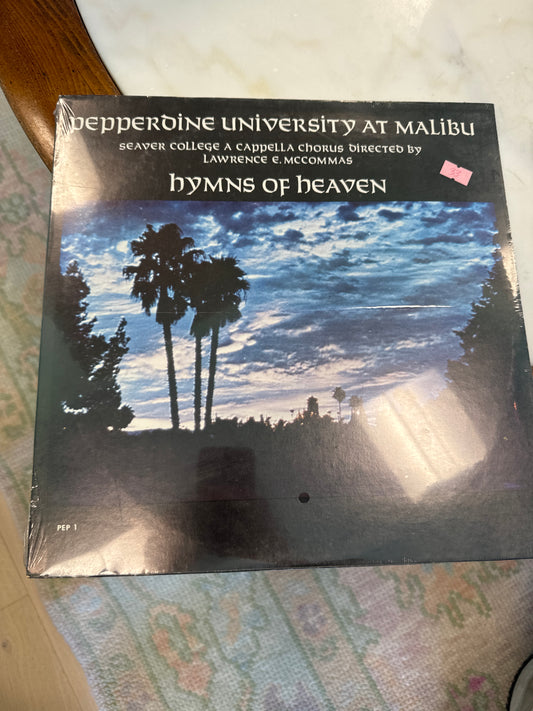 Pepperdine University at Malibu
Seaver College A Cappella Chorus Directed by
Lawrence E. McCommas
Hymns of Heaven
PEP 1